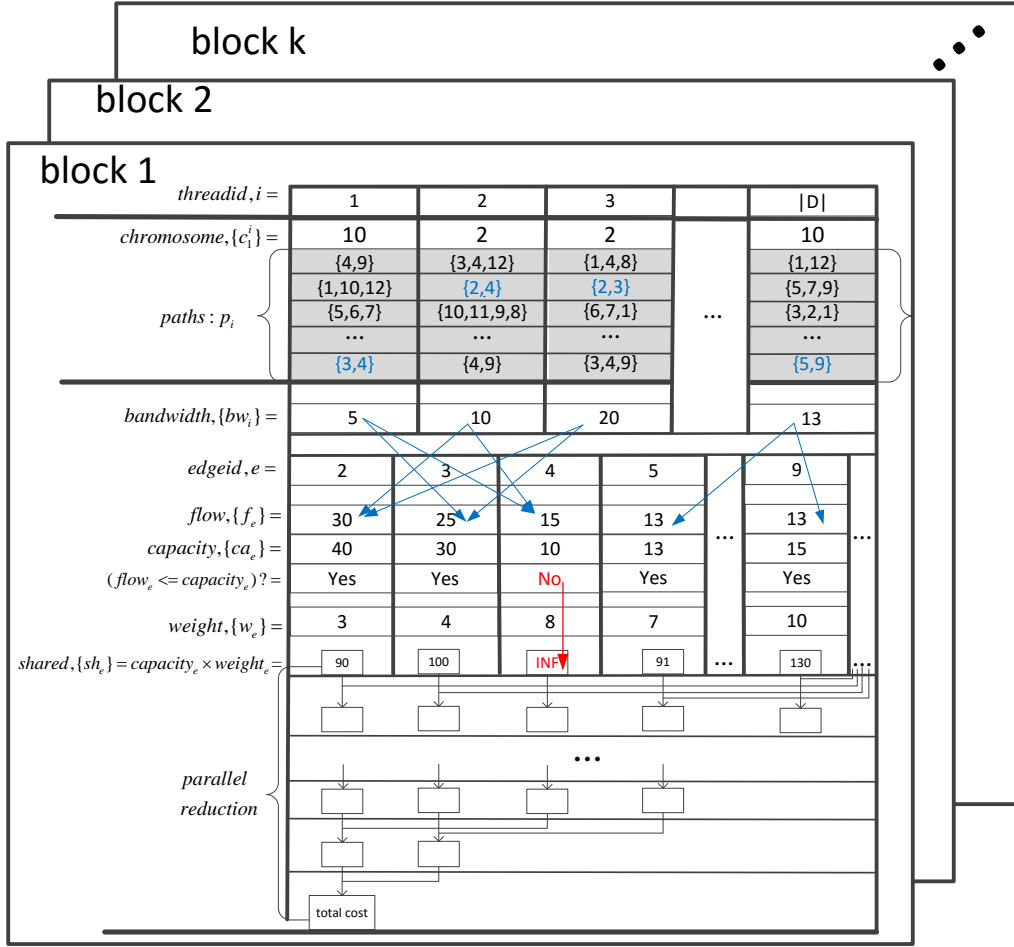 block k
block 2
block 1
threadid, i = 1 2 3 |D|
chromosome, {c_1^i} = 10 2 2 10
{4,9} {3,4,12} {1,4,8} {1,12}
{1,10,12} {2,4} {2,3} {5,7,9}
paths : p_i {5,6,7} {10,11,9,8} {6,7,1} ... {3,2,1}
... ... ... ...
{3,4} {4,9} {3,4,9} {5,9}
bandwidth, {bw_i} = 5 10 20 13
edgeid, e = 2 3 4 5 9
flow, {f_e} = 30 25 15 13 ... 13 ...
capacity, {ca_e} = 40 30 10 13 15
(flow_e <= capacity_e) ? = Yes Yes No Yes Yes
weight, {w_e} = 3 4 8 7 10
shared, {sh_e} = capacity_e × weight_e = 90 100 INF 91 ... 130 ...
...
parallel
reduction
total cost